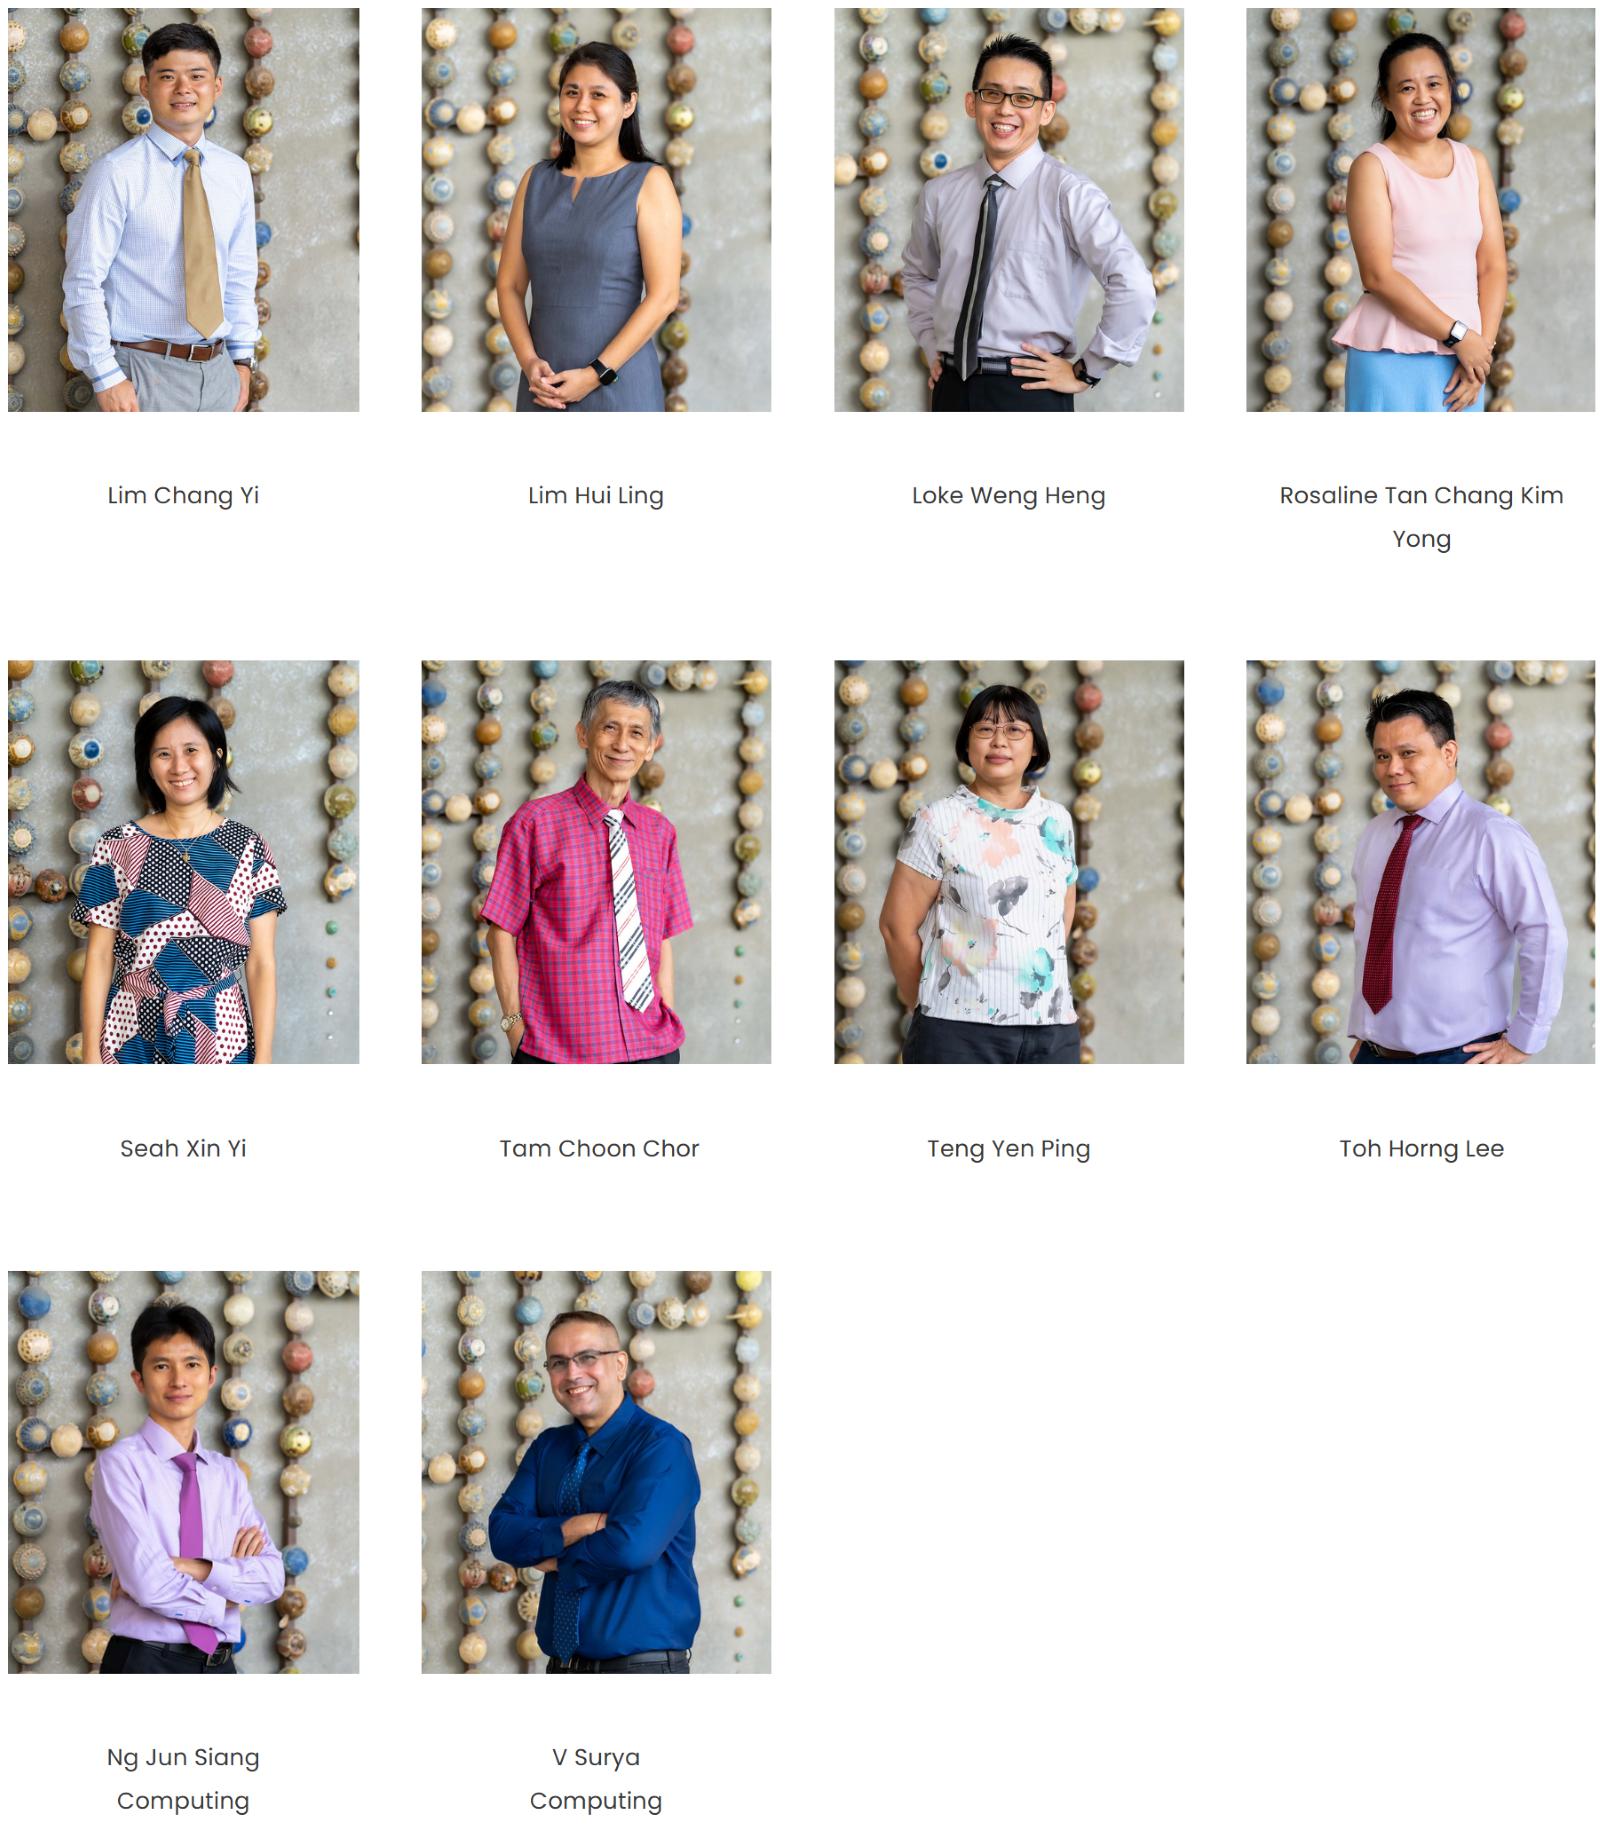 Lim Chang Yi
Lim Hui Ling
Loke Weng Heng
Rosaline Tan Chang Kim
Yong
Seah Xin Yi
Tam Choon Chor
Teng Yen Ping
Toh Horng Lee
Ng Jun Siang
Computing
V Surya
Computing